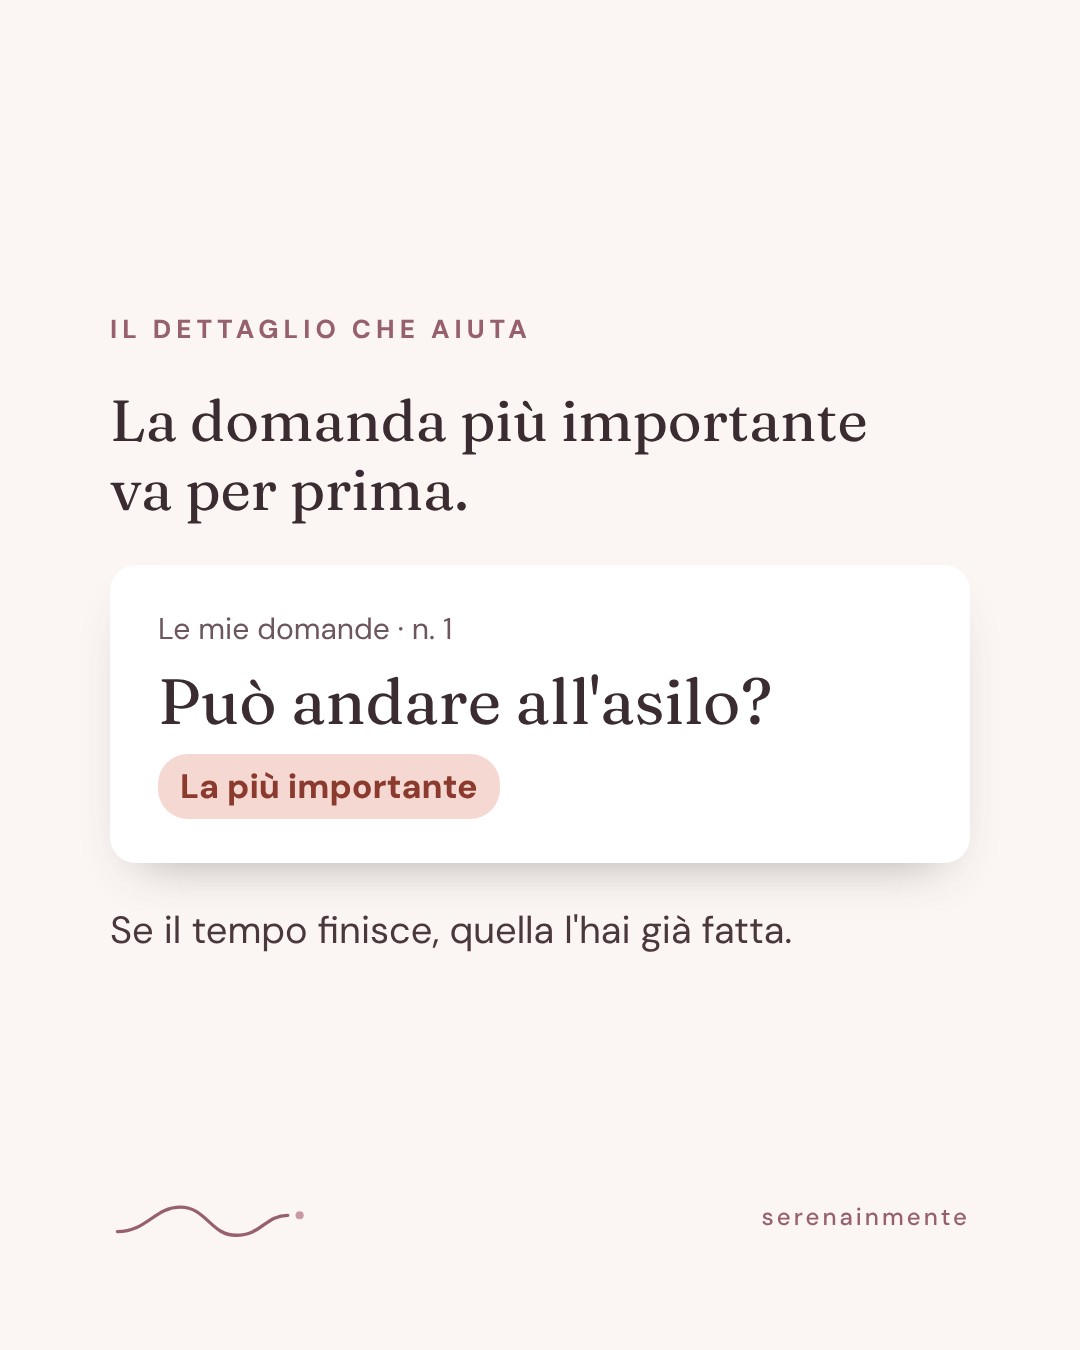 IL DETTAGLIO CHE AIUTA
La domanda più importante
va per prima.
Le mie domande · n. 1
Può andare all'asilo?
La più importante
Se il tempo finisce, quella l'hai già fatta.
serenainmente